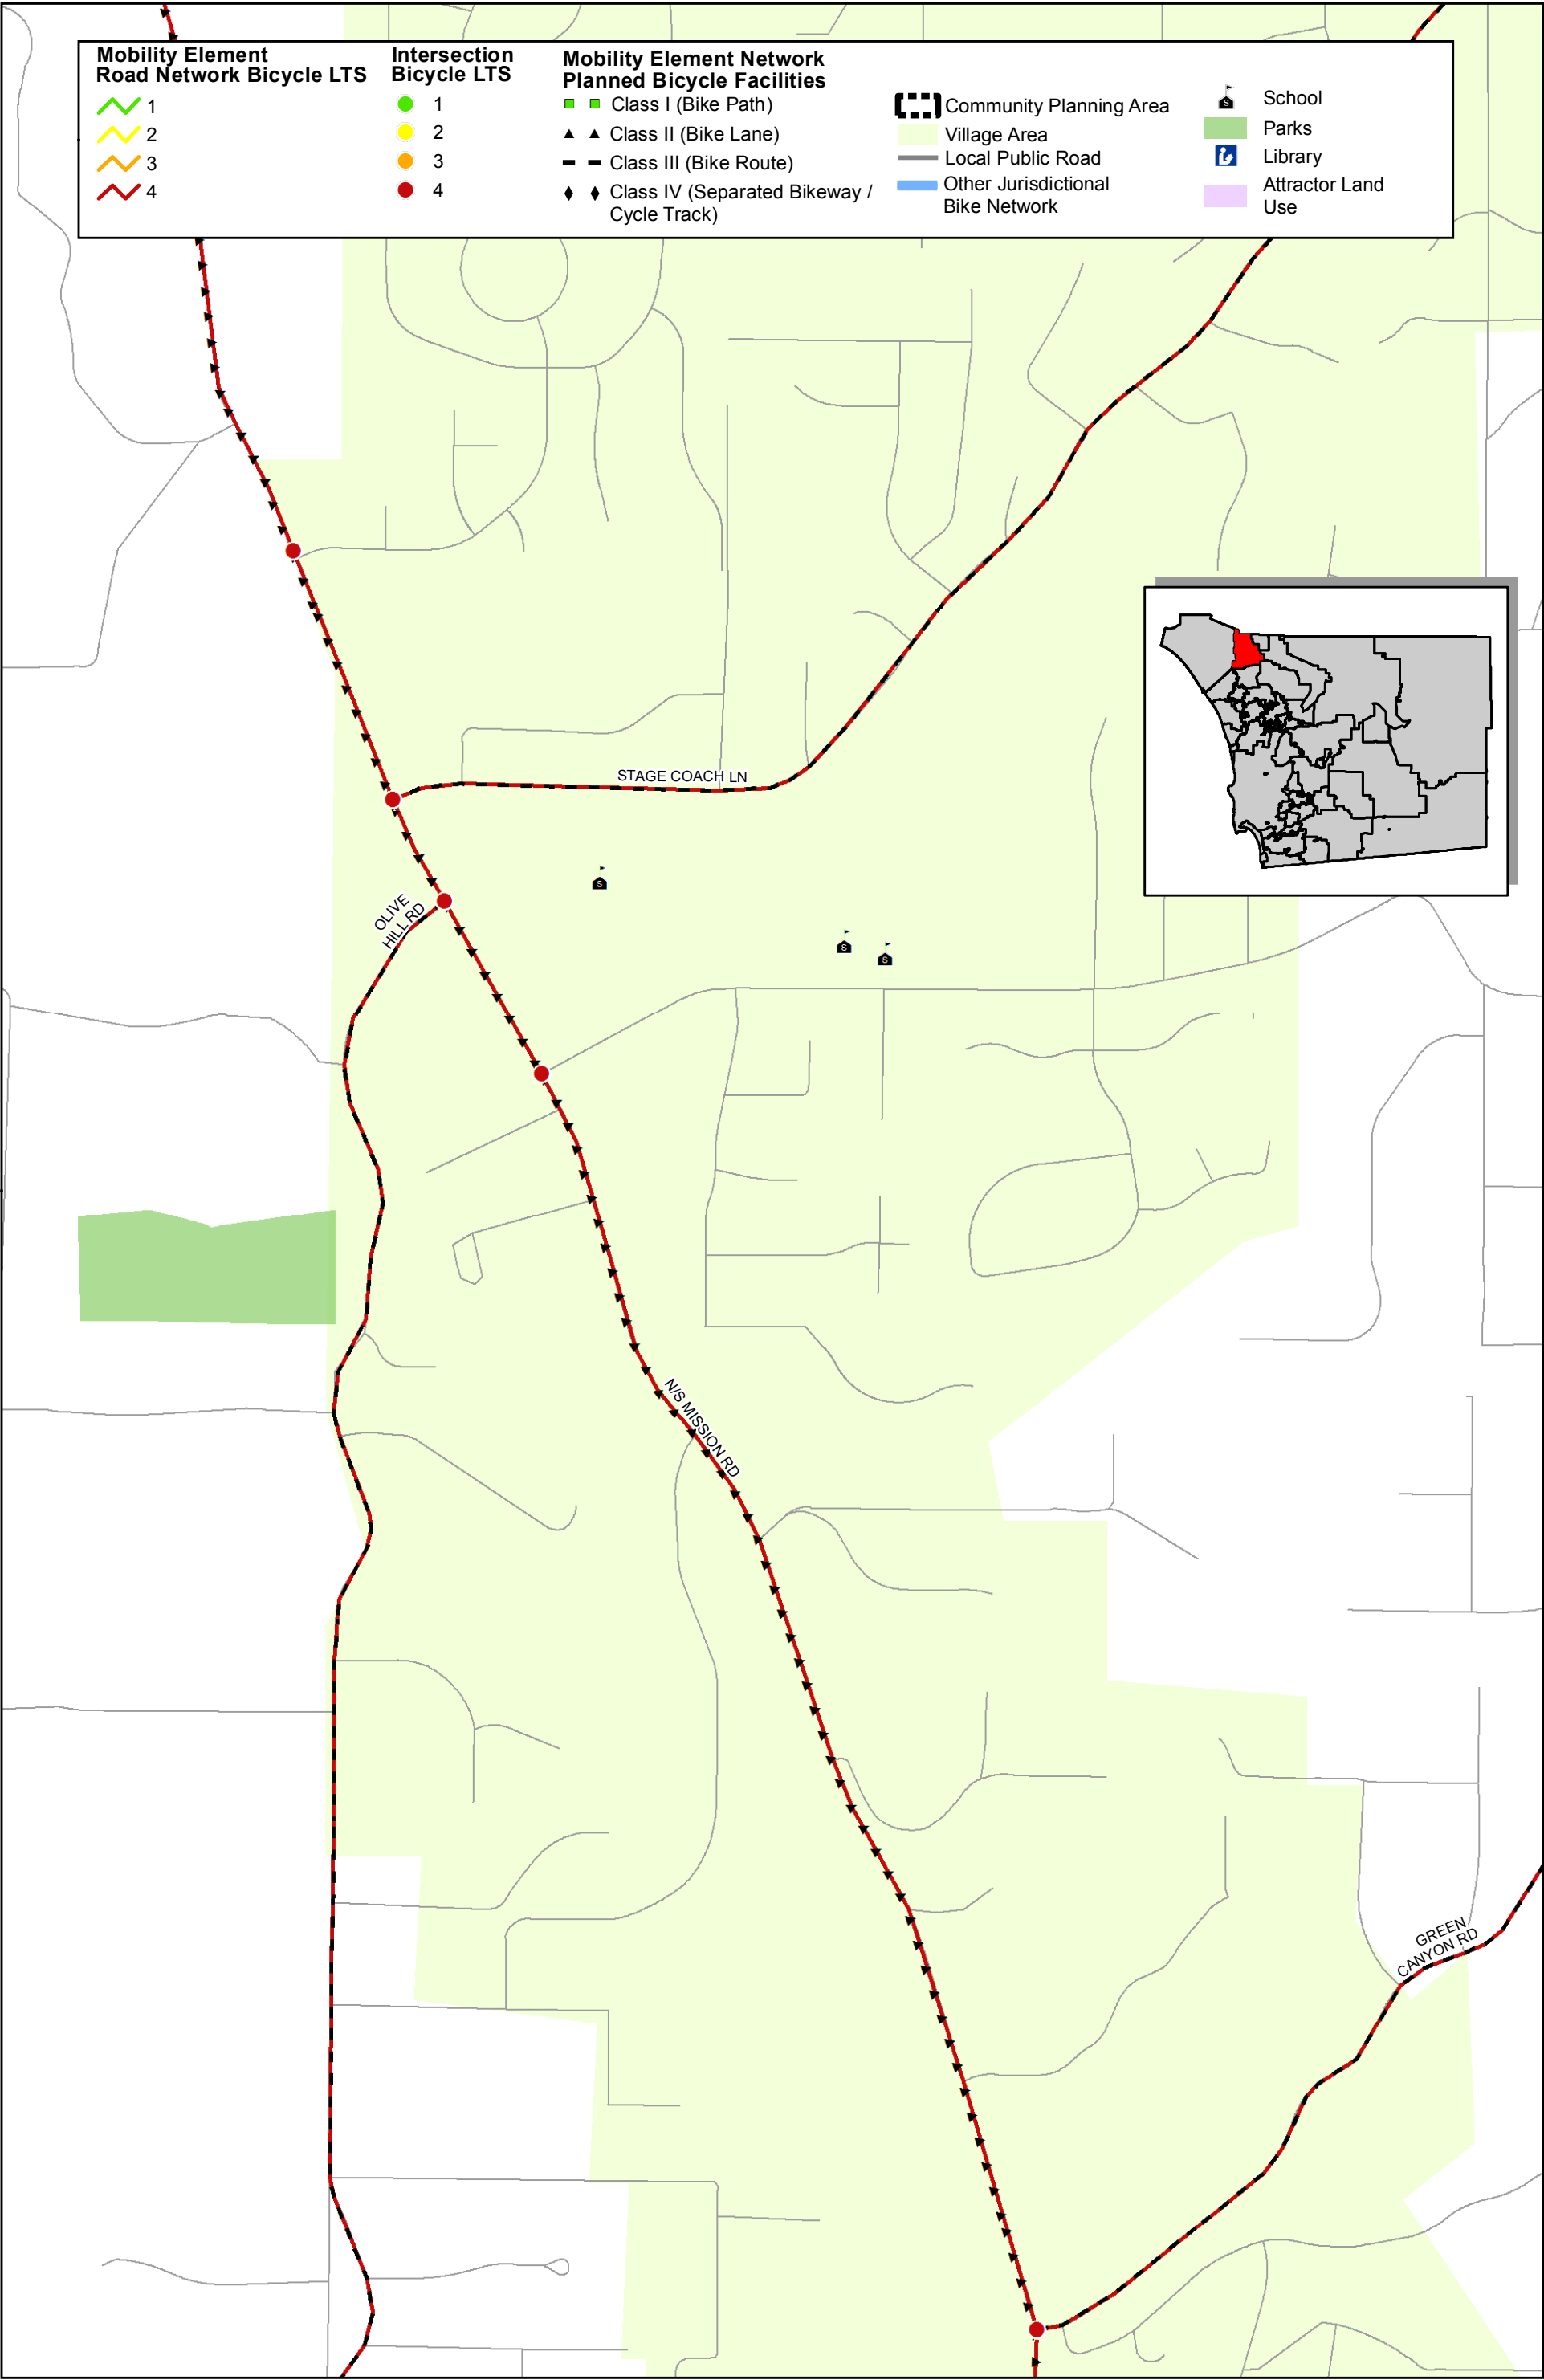 Mobility Element
Road Network Bicycle LTS
1
2
3
4
Intersection
Bicycle LTS
1
2
3
4
Mobility Element Network
Planned Bicycle Facilities
Class I (Bike Path)
Class II (Bike Lane)
Class III (Bike Route)
Class IV (Separated Bikeway /
Cycle Track)
Community Planning Area
Village Area
Local Public Road
Other Jurisdictional
Bike Network
S
School
Parks
Library
Attractor Land
Use
STAGE COACH LN
S
OLIVE
HILL RD
S
S
N/S MISSION RD
GREEN
CANYON RD